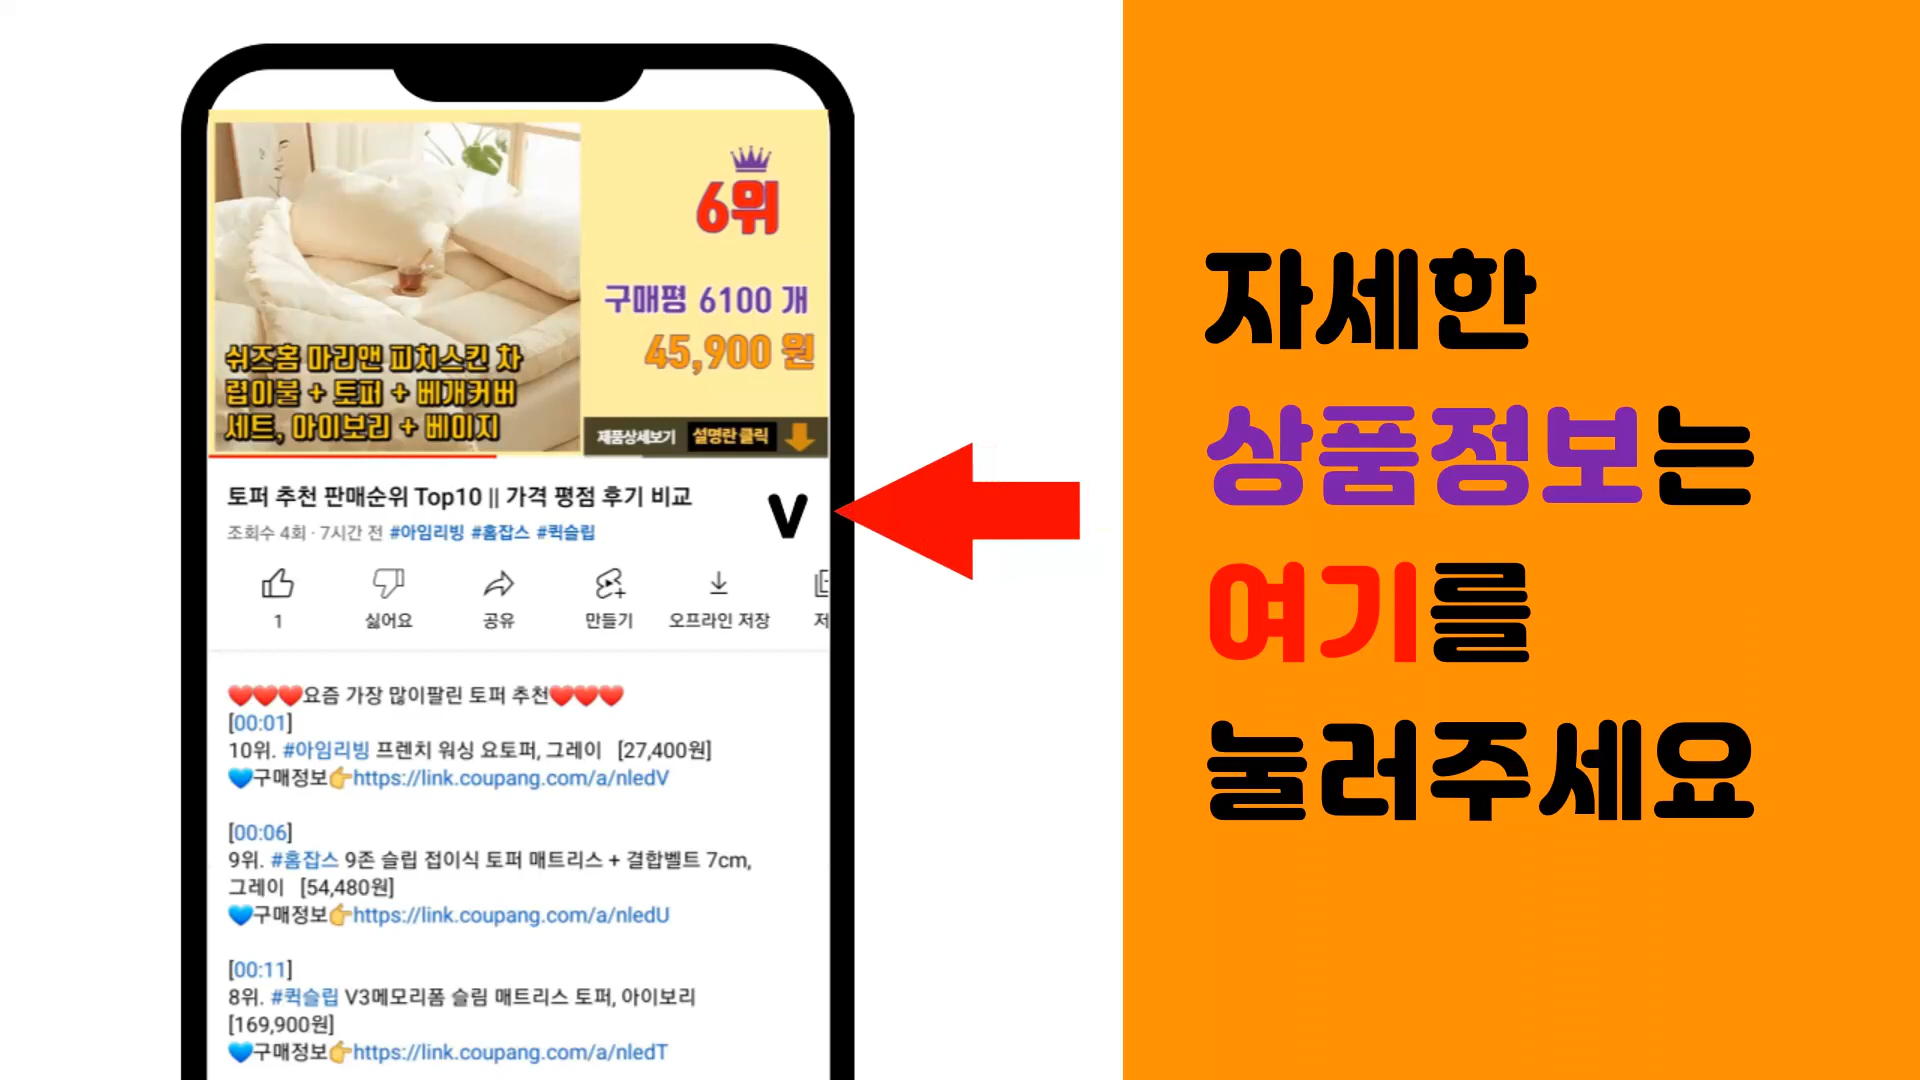 6위
구매평 6100 개
45,900 원
쉬즈홈 마리앤 피치스킨 차
렵이불 + 토퍼 + 베개커버
세트, 아이보리 + 베이지
제품상세보기 설명란 클릭
토퍼 추천 판매순위 Top10 || 가격 평점 후기 비교
V
조회수 4회 · 7시간 전 #아임리빙 #홈잡스 #퀵슬립
1 싫어요 공유 만들기 오프라인 저장 저
❤️❤️❤️요즘 가장 많이팔린 토퍼 추천❤️❤️❤️
[00:01]
10위. #아임리빙 프렌치 워싱 요토퍼, 그레이 [27,400원]
💙구매정보👉https://link.coupang.com/a/nledV
[00:06]
9위. #홈잡스 9존 슬립 접이식 토퍼 매트리스 + 결합벨트 7cm,
그레이 [54,480원]
💙구매정보👉https://link.coupang.com/a/nledU
[00:11]
8위. #퀵슬립 V3메모리폼 슬림 매트리스 토퍼, 아이보리
[169,900원]
💙구매정보👉https://link.coupang.com/a/nledT
자세한
상품정보는
여기를
눌러주세요